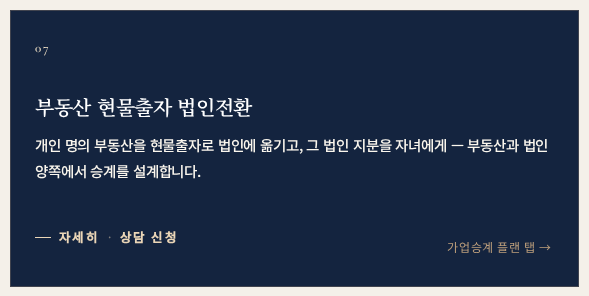 07
부동산 현물출자 법인전환
개인 명의 부동산을 현물출자로 법인에 옮기고, 그 법인 지분을 자녀에게 — 부동산과 법인
양쪽에서 승계를 설계합니다.
— 자세히 · 상담 신청
가업승계 플랜 탭 →